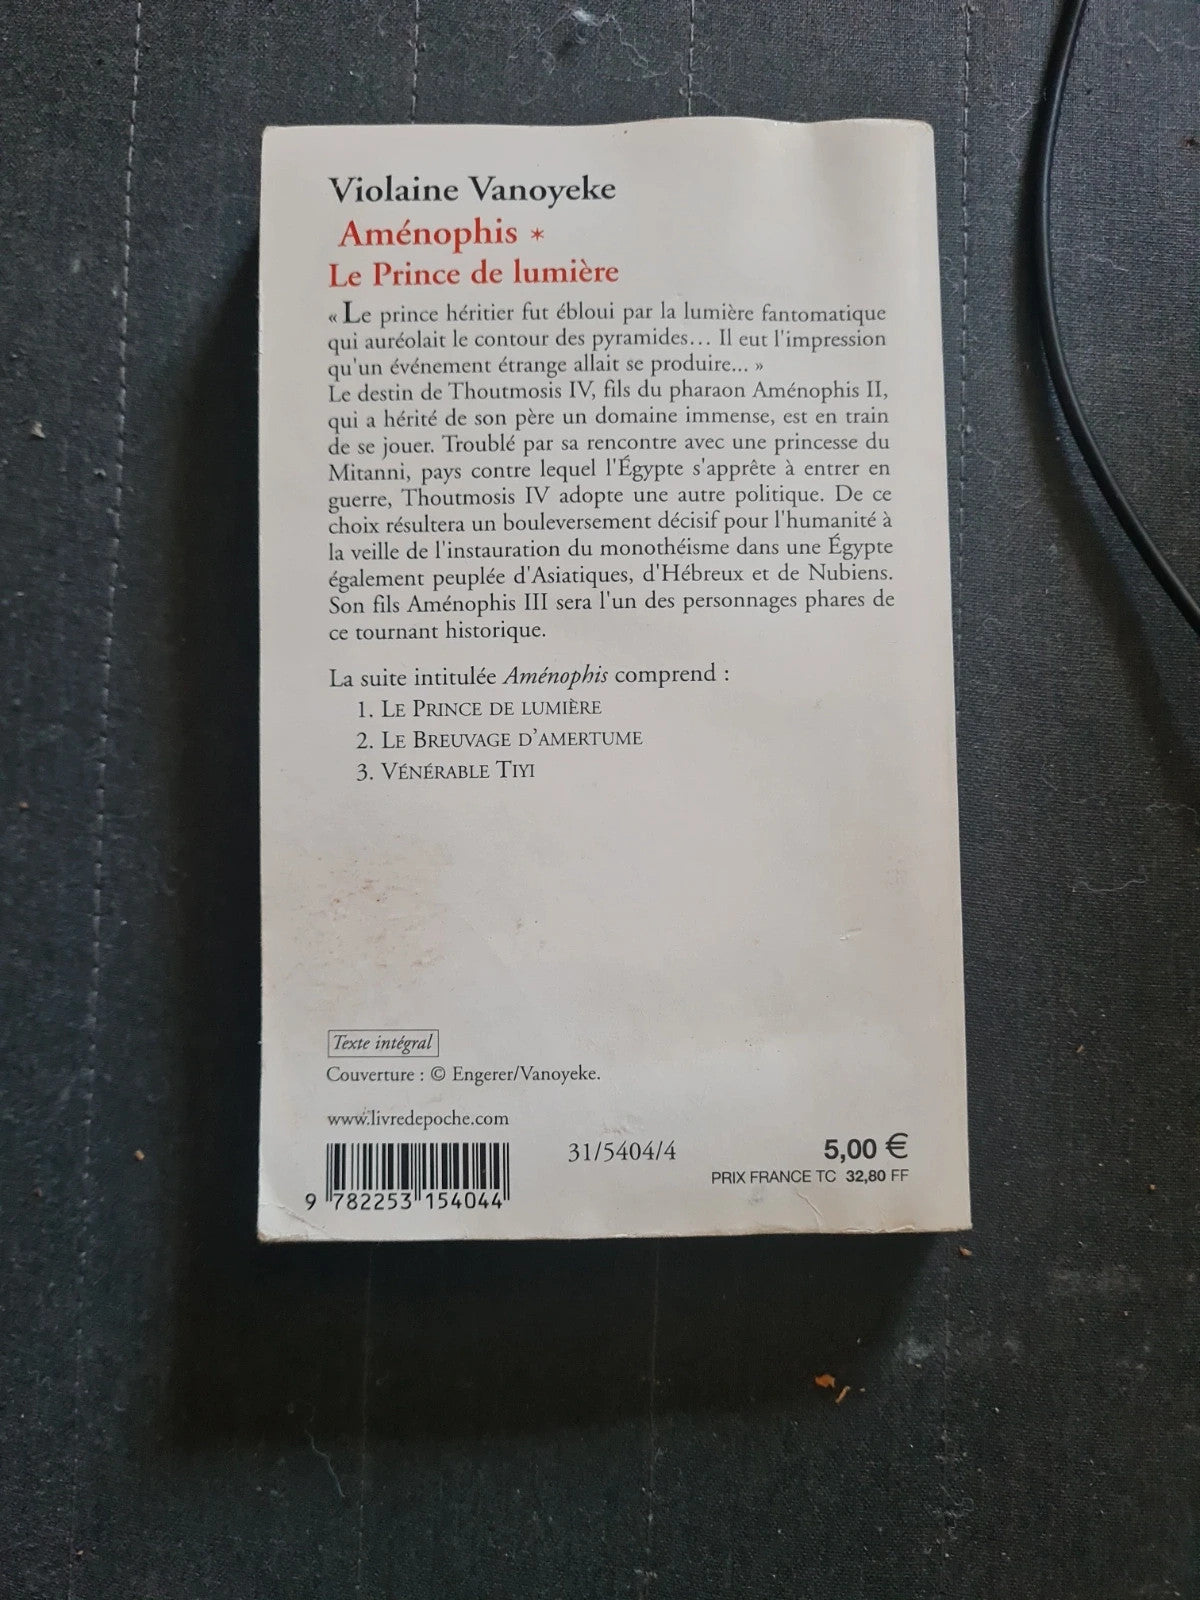 Violaine Vanoyeke
Aménophis *
Le Prince de lumière
« Le prince héritier fut ébloui par la lumière fantomatique
qui auréolait le contour des pyramides... Il eut l'impression
qu'un événement étrange allait se produire... »
Le destin de Thoutmosis IV, fils du pharaon Aménophis II,
qui a hérité de son père un domaine immense, est en train
de se jouer. Troublé par sa rencontre avec une princesse du
Mitanni, pays contre lequel l'Égypte s'apprête à entrer en
guerre, Thoutmosis IV adopte une autre politique. De ce
choix résultera un bouleversement décisif pour l'humanité à
la veille de l'instauration du monothéisme dans une Égypte
également peuplée d'Asiatiques, d'Hébreux et de Nubiens.
Son fils Aménophis III sera l'un des personnages phares de
ce tournant historique.
La suite intitulée Aménophis comprend :
1. LE PRINCE DE LUMIÈRE
2. LE BREUVAGE D'AMERTUME
3. VÉNÉRABLE TIYI
Texte intégral
Couverture : © Engerer/Vanoyeke.
www.livredepoche.com
31/5404/4
5,00 €
PRIX FRANCE TC 32,80 FF
9 782253 154044